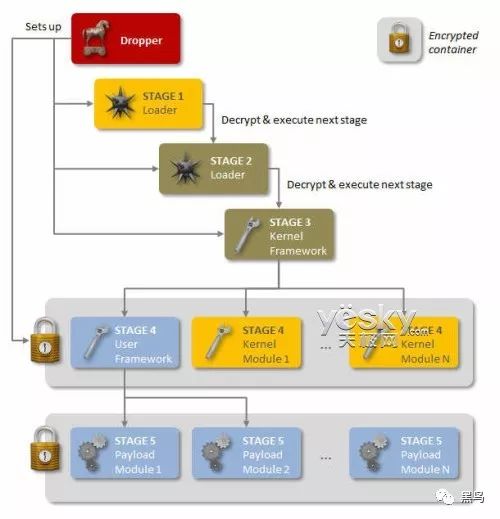 Sets up
Dropper
Encrypted
container
STAGE 1
Loader
Decrypt & execute next stage
STAGE 2
Loader
Decrypt & execute next stage
STAGE 3
Kernel
Framework
STAGE 4
User
Framework
STAGE 4
Kernel
Module 1
...
4
Kernel
Module N
yesky
.com
天极网
STAGE 5
Payload
Module 1
STAGE 5
Payload
Module 2
...
STAGE 5
Payload
Module N
黑鸟